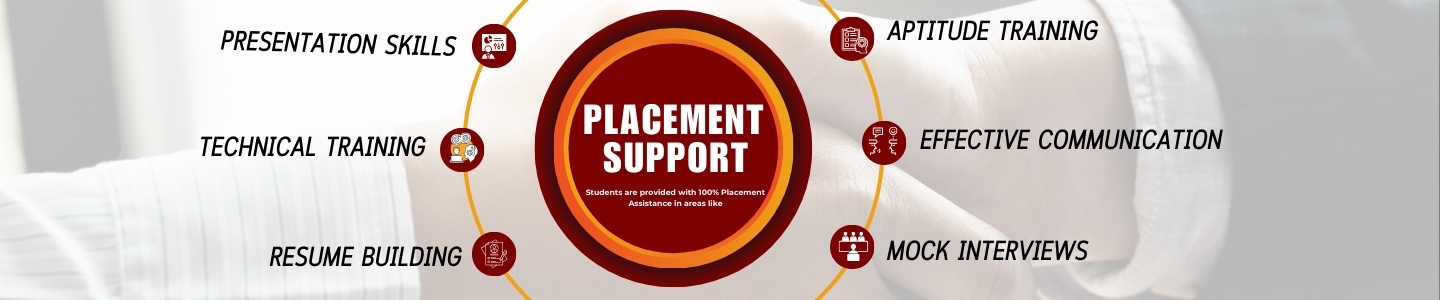 PRESENTATION SKILLS
TECHNICAL TRAINING
RESUME BUILDING
PLACEMENT
SUPPORT
Students are provided with 100% Placement
Assistance in areas like
APTITUDE TRAINING
EFFECTIVE COMMUNICATION
MOCK INTERVIEWS